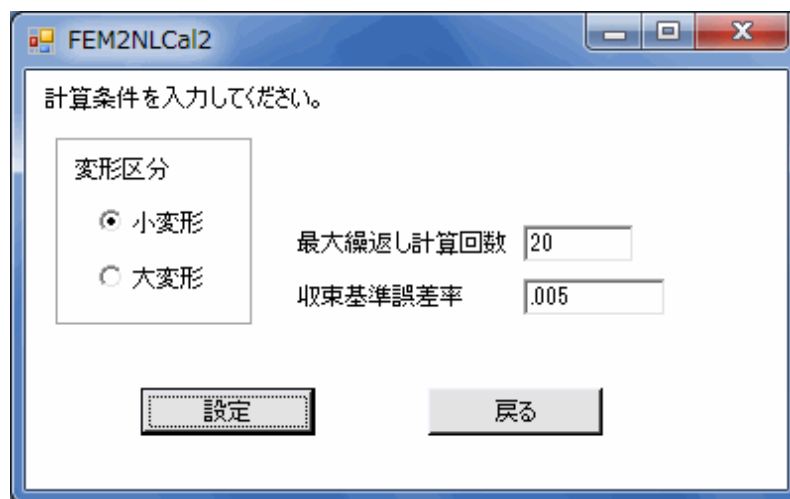 FEM2NLCal2
計算条件を入力してください。
変形区分
小変形
大変形
最大繰返し計算回数 20
収束基準誤差率 .005
設定 戻る